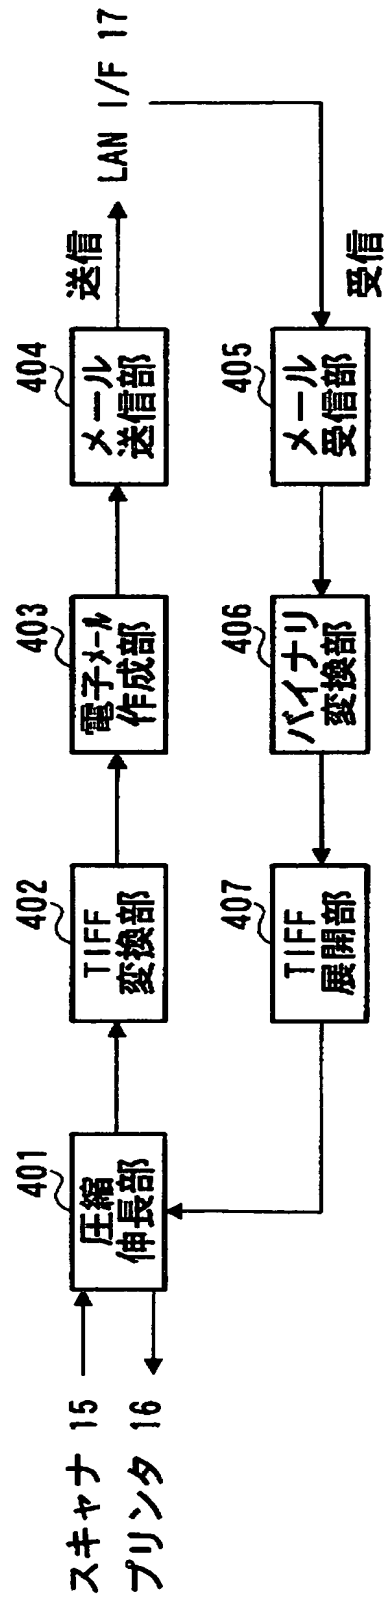 スキャナ 15
プリンタ 16
401
圧縮
伸長部
402
TIFF
変換部
403
電子メール
作成部
404
メール
送信部
送信
LAN I/F 17
受信
405
メール
受信部
406
バイナリ
変換部
407
TIFF
展開部